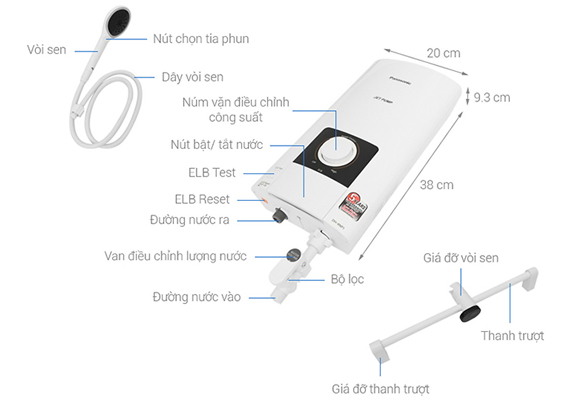 Nút chọn tia phun
Vòi sen
Dây vòi sen
20 cm
9.3 cm
38 cm
Panasonic
JET PUMP
Núm vặn điều chỉnh
công suất
Nút bật/ tắt nước
ELB Test
ELB Reset
Đường nước ra
Van điều chỉnh lượng nước
Bộ lọc
Đường nước vào
Giá đỡ vòi sen
Thanh trượt
Giá đỡ thanh trượt